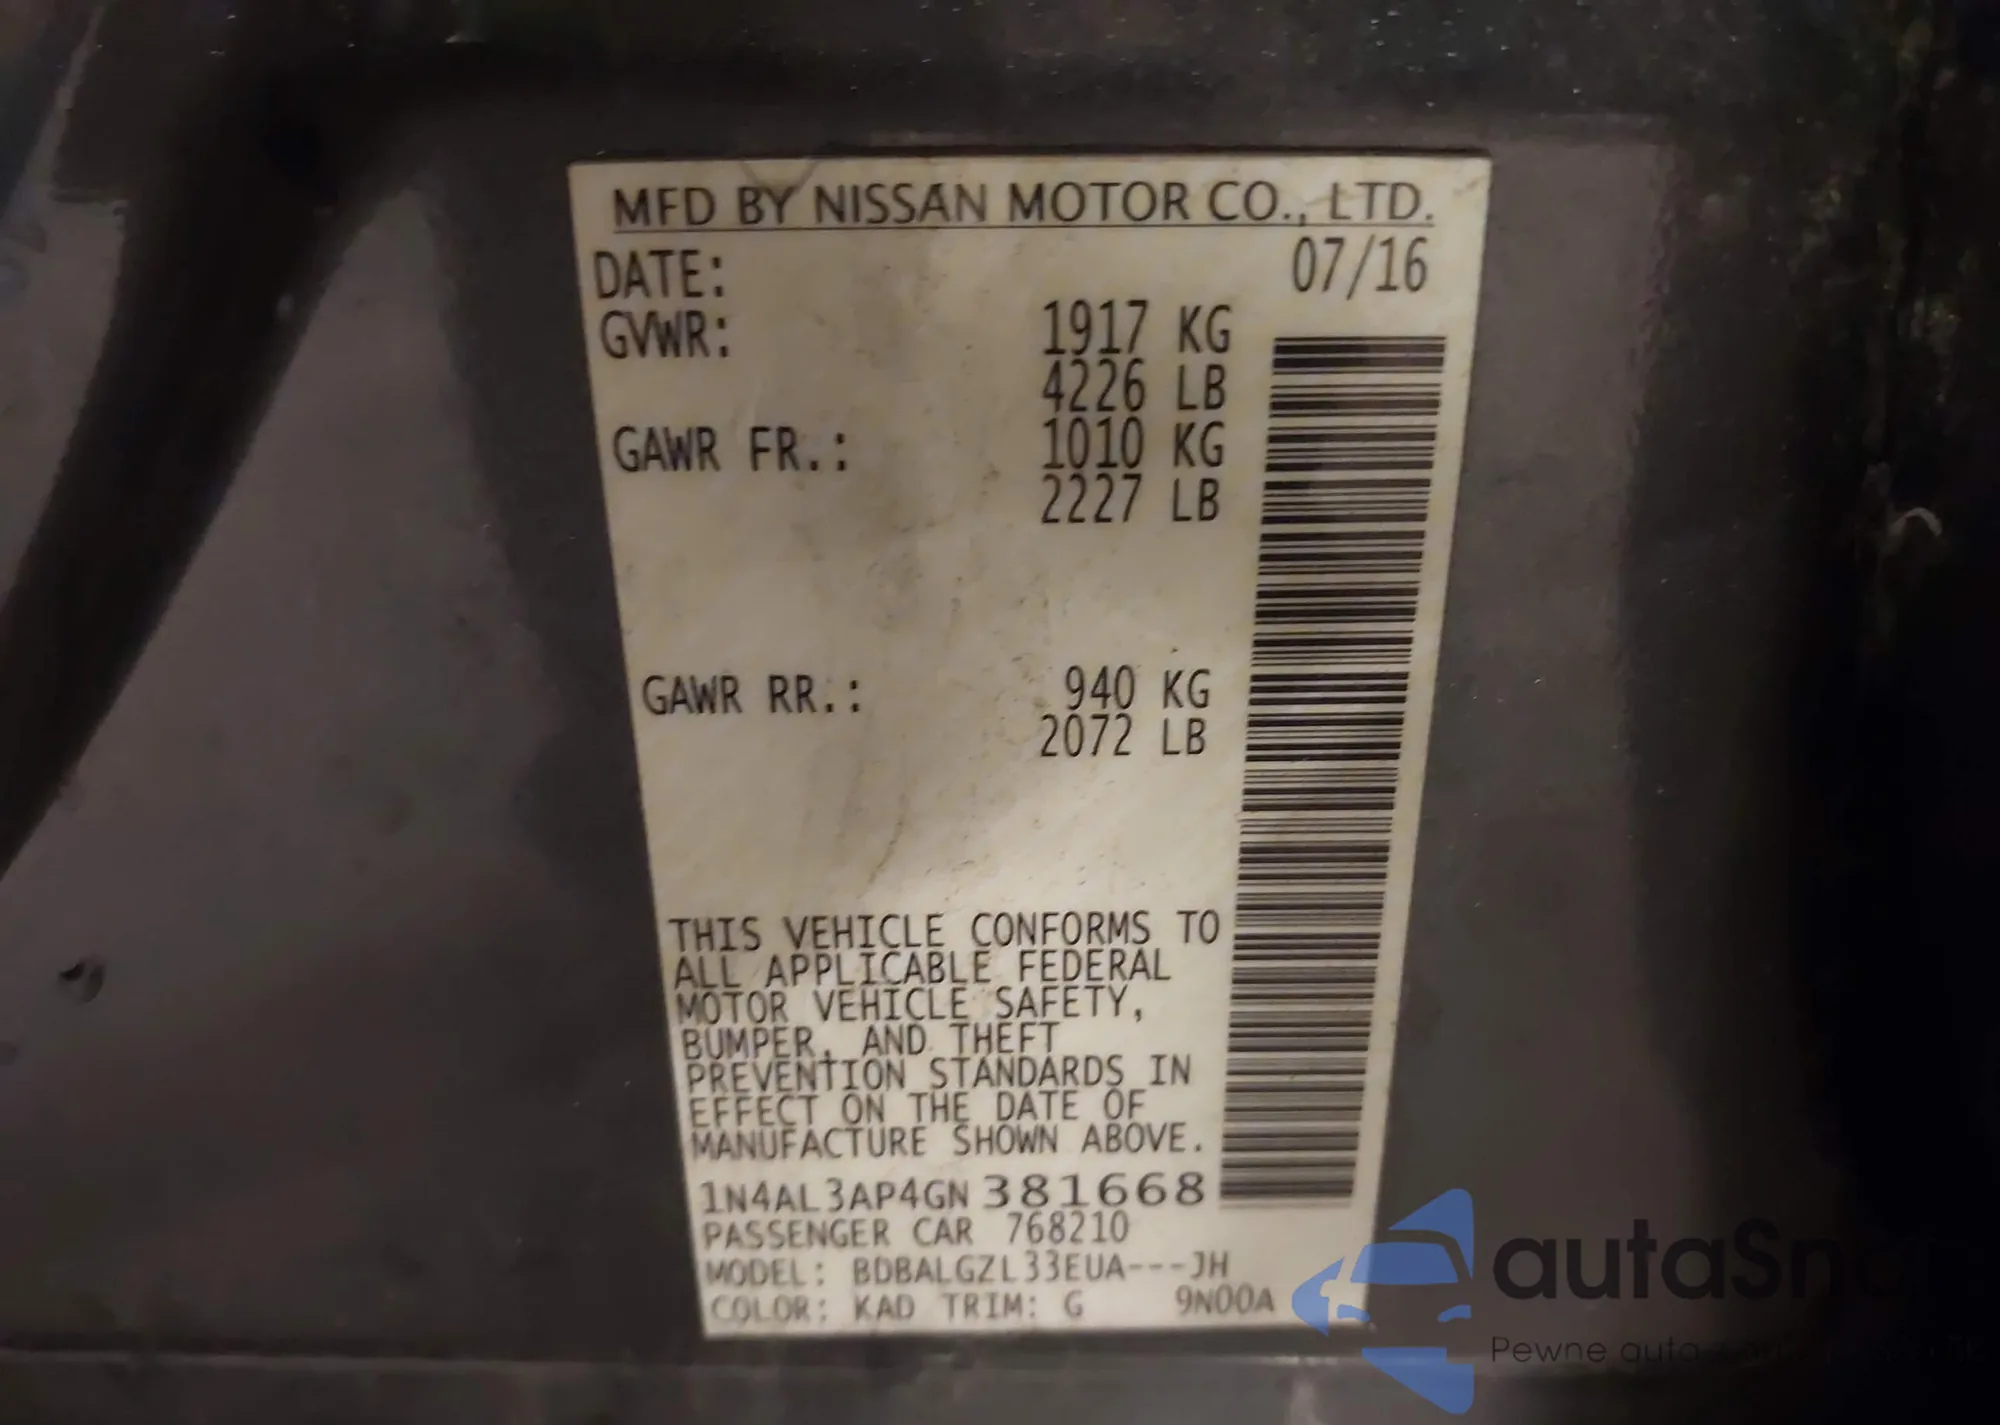 MFD BY NISSAN MOTOR CO., LTD.
DATE: 07/16
GVWR: 1917 KG
4226 LB
GAWR FR.: 1010 KG
2227 LB
GAWR RR.: 940 KG
2072 LB
THIS VEHICLE CONFORMS TO
ALL APPLICABLE FEDERAL
MOTOR VEHICLE SAFETY,
BUMPER, AND THEFT
PREVENTION STANDARDS IN
EFFECT ON THE DATE OF
MANUFACTURE SHOWN ABOVE.
1N4AL3AP4GN381668
PASSENGER CAR 768210
MODEL: BDBALGZL33EUA---JH
COLOR: KAD TRIM: G 9N00A
Pewne auto